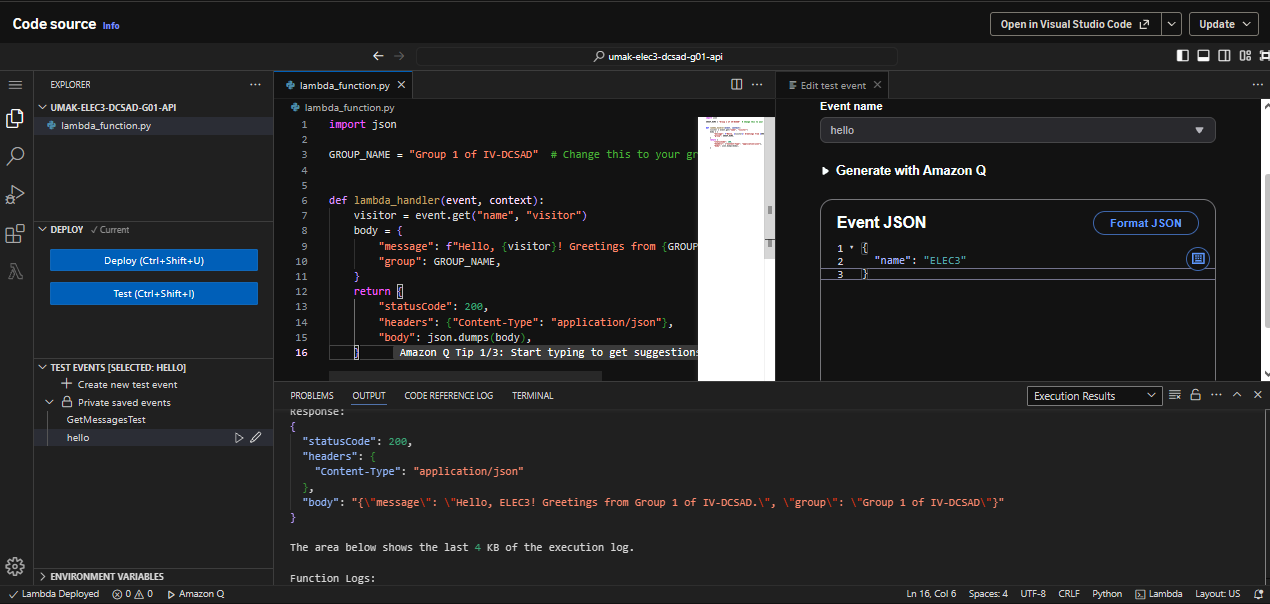 Code source Info
Open in Visual Studio Code
Update
umak-elec3-dcsad-g01-api
EXPLORER
UMAK-ELEC3-DCSAD-G01-API
lambda_function.py
DEPLOY Current
Deploy (Ctrl+Shift+U)
Test (Ctrl+Shift+I)
TEST EVENTS [SELECTED: HELLO]
Create new test event
Private saved events
GetMessagesTest
hello
ENVIRONMENT VARIABLES
lambda_function.py
lambda_function.py
1 import json
2
3 GROUP_NAME = "Group 1 of IV-DCSAD"  # Change this to your gr
4
5
6 def lambda_handler(event, context):
7     visitor = event.get("name", "visitor")
8     body = {
9         "message": f"Hello, {visitor}! Greetings from {GROUP
10         "group": GROUP_NAME,
11     }
12     return {
13         "statusCode": 200,
14         "headers": {"Content-Type": "application/json"},
15         "body": json.dumps(body),
16     } Amazon Q Tip 1/3: Start typing to get suggestions
Edit test event
Event name
hello
Generate with Amazon Q
Event JSON
Format JSON
1 {
2   "name": "ELEC3"
3 }
PROBLEMS OUTPUT CODE REFERENCE LOG TERMINAL
Execution Results
Response:
{
  "statusCode": 200,
  "headers": {
    "Content-Type": "application/json"
  },
  "body": "{\"message\": \"Hello, ELEC3! Greetings from Group 1 of IV-DCSAD.\", \"group\": \"Group 1 of IV-DCSAD\"}"
}
The area below shows the last 4 KB of the execution log.
Function Logs:
Lambda Deployed 0 0 Amazon Q
Ln 16, Col 6 Spaces: 4 UTF-8 CRLF Python Lambda Layout: US